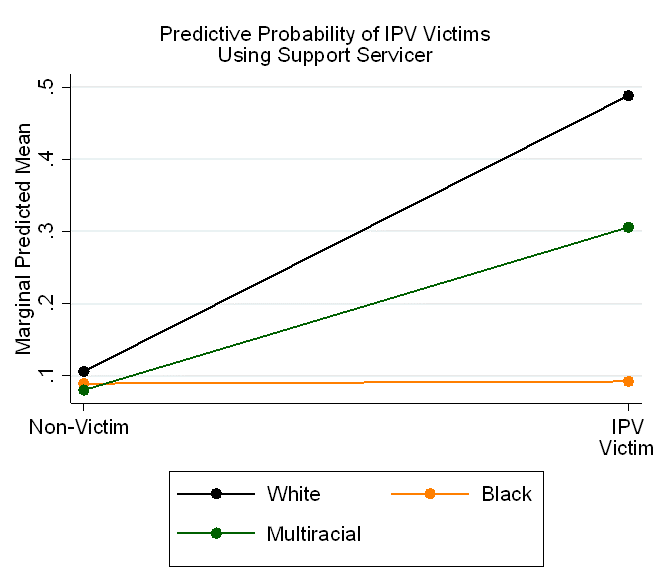 Predictive Probability of IPV Victims
Using Support Servicer
Marginal Predicted Mean
.5
.4
.3
.2
.1
Non-Victim
IPV
Victim
White
Black
Multiracial